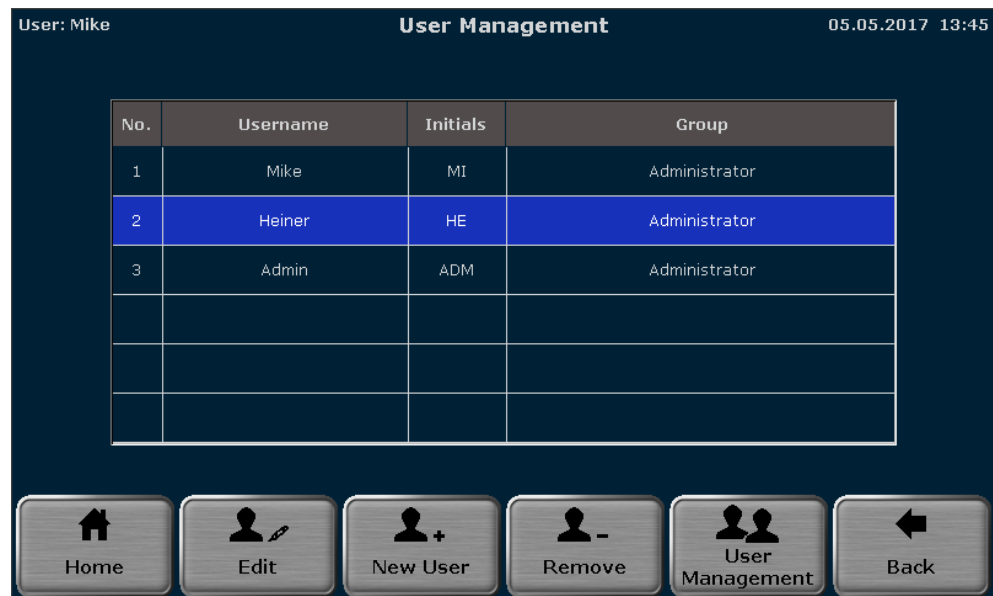 User: Mike User Management 05.05.2017 13:45
No. Username Initials Group
1 Mike MI Administrator
2 Heiner HE Administrator
3 Admin ADM Administrator
Home Edit New User Remove User Management Back